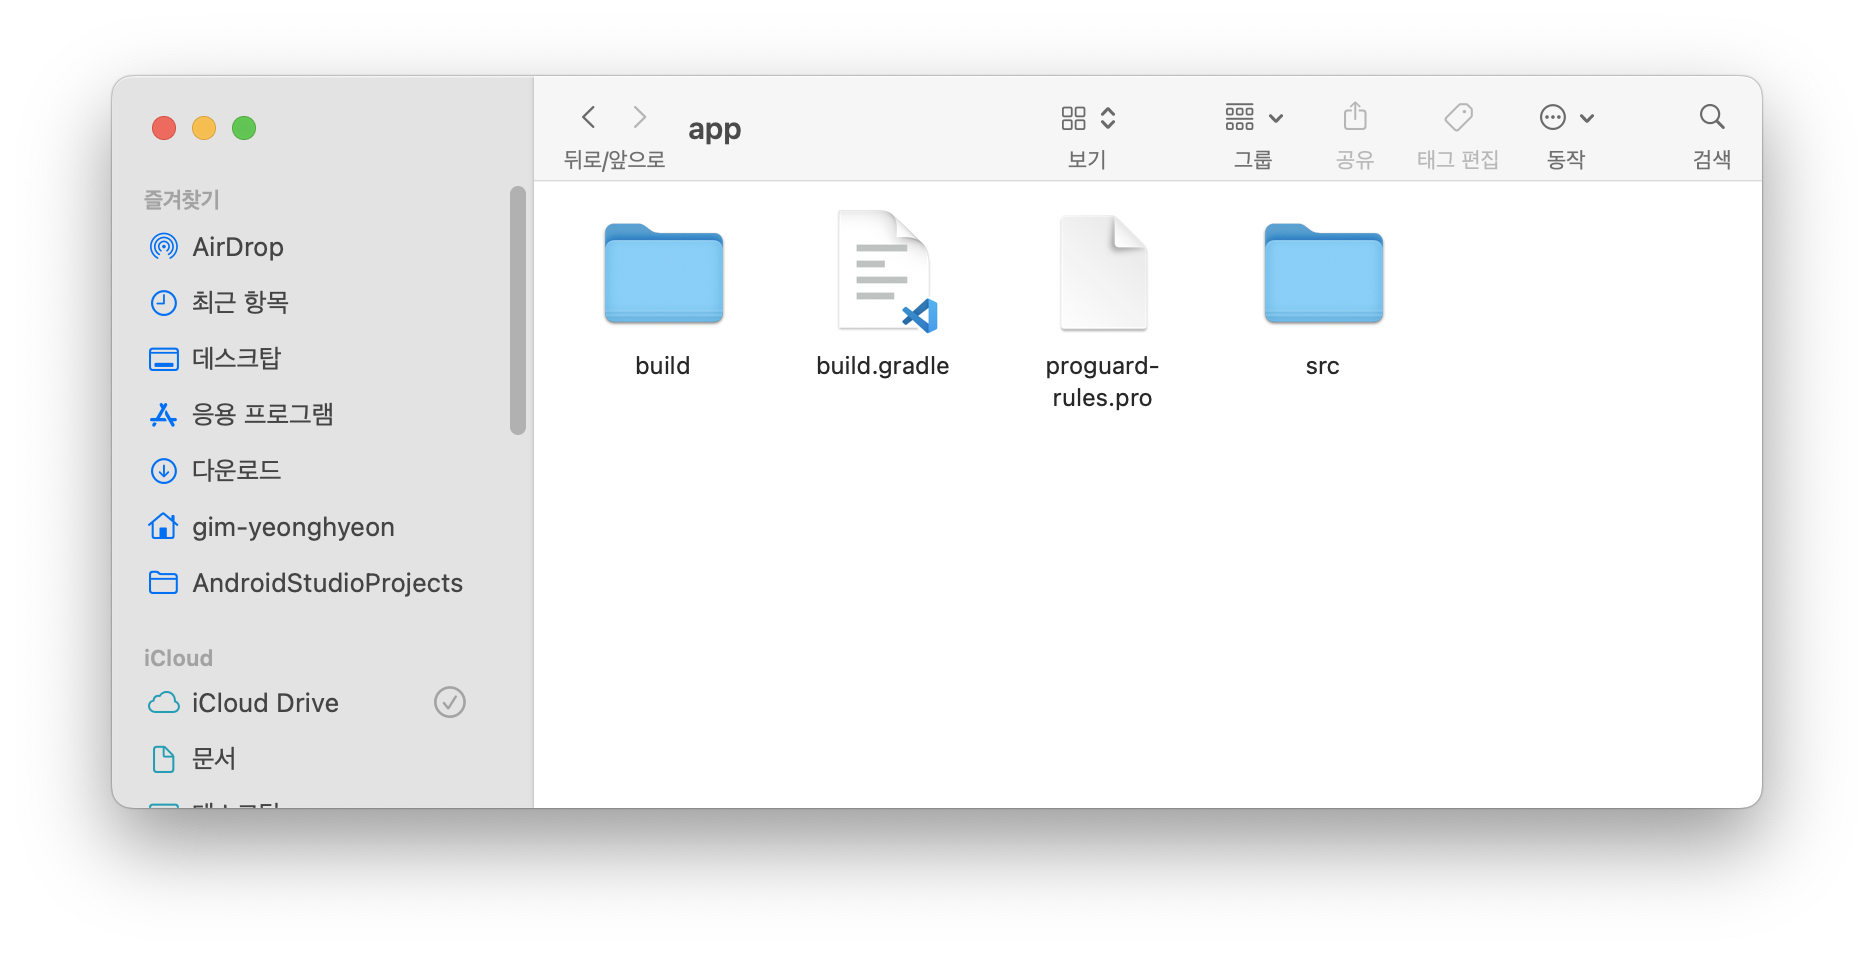 app
뒤로/앞으로
보기
그룹
공유
태그 편집
동작
검색
즐겨찾기
AirDrop
최근 항목
데스크탑
응용 프로그램
다운로드
gim-yeonghyeon
AndroidStudioProjects
iCloud
iCloud Drive
문서
build
build.gradle
proguard-
rules.pro
src